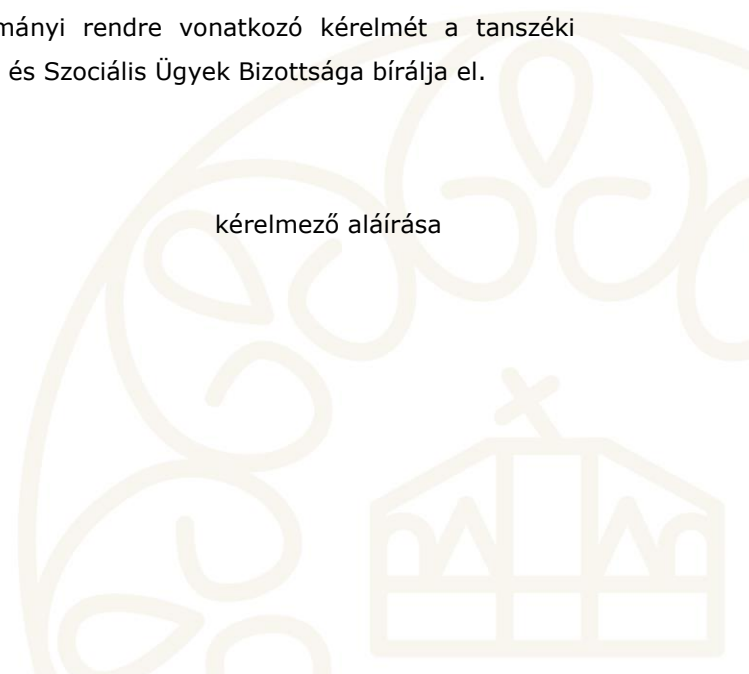 mányi rendre vonatkozó kérelmét a tanszéki
és Szociális Ügyek Bizottsága bírálja el.
kérelmező aláírása